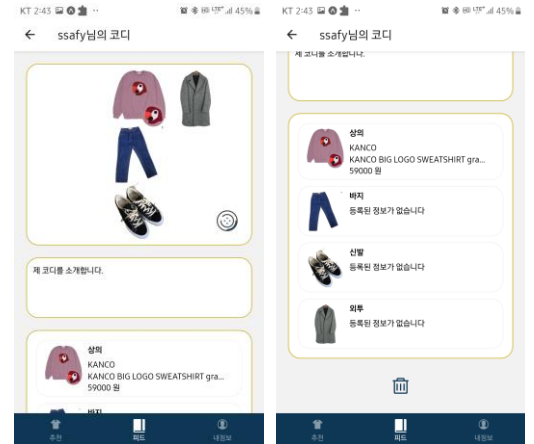 KT 2:43
45%
ssafy님의 코디
제 코디를 소개합니다.
상의
KANCO
KANCO BIG LOGO SWEATSHIRT gra...
59000 원
바지
추천
피드
내정보
KT 2:43
45%
ssafy님의 코디
제 코디를 소개합니다.
상의
KANCO
KANCO BIG LOGO SWEATSHIRT gra...
59000 원
바지
등록된 정보가 없습니다
신발
등록된 정보가 없습니다
외투
등록된 정보가 없습니다
추천
피드
내정보